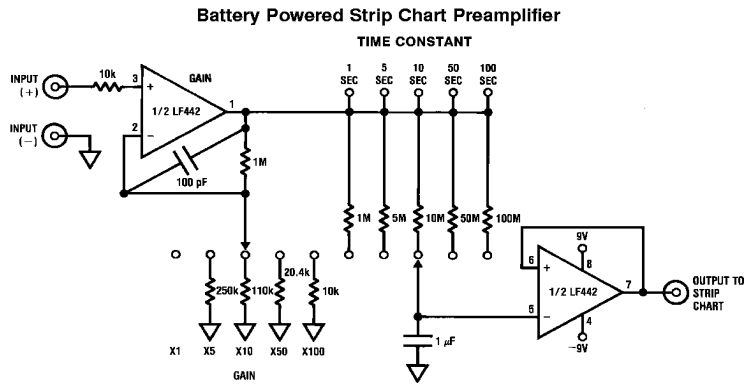 Battery Powered Strip Chart Preamplifier
TIME CONSTANT
1 SEC
5 SEC
10 SEC
50 SEC
100 SEC
INPUT (+)
10k
3
+
GAIN
1/2 LF442
1
2
−
INPUT (−)
100 pF
1M
1M
5M
10M
50M
100M
250k
110k
20.4k
10k
X1
X5
X10
X50
X100
GAIN
1 µF
9V
8
6
+
1/2 LF442
7
5
−
4
−9V
OUTPUT TO
STRIP
CHART